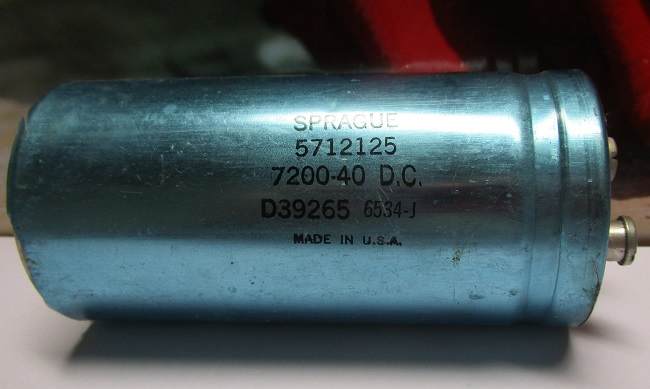 SPRAGUE
5712125
7200-40 D.C.
D39265 6534-J
MADE IN U.S.A.